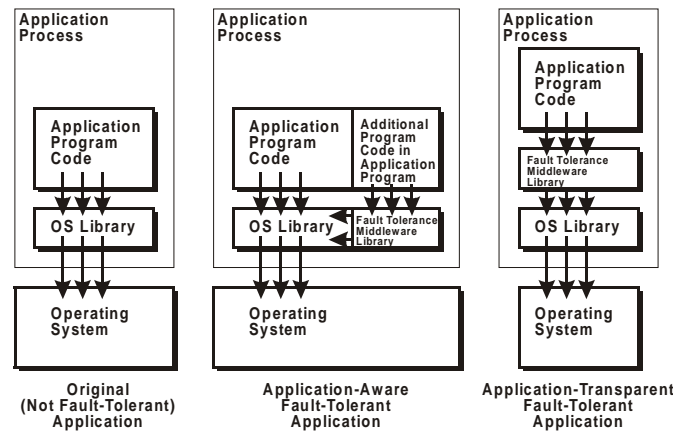 Application
Process
Application
Program
Code
OS Library
Operating
System
Original
(Not Fault-Tolerant)
Application
Application
Process
Application
Program
Code
Additional
Program
Code in
Application
Program
OS Library
Fault Tolerance
Middleware
Library
Operating
System
Application-Aware
Fault-Tolerant
Application
Application
Process
Application
Program
Code
Fault Tolerance
Middleware
Library
OS Library
Operating
System
Application-Transparent
Fault-Tolerant
Application